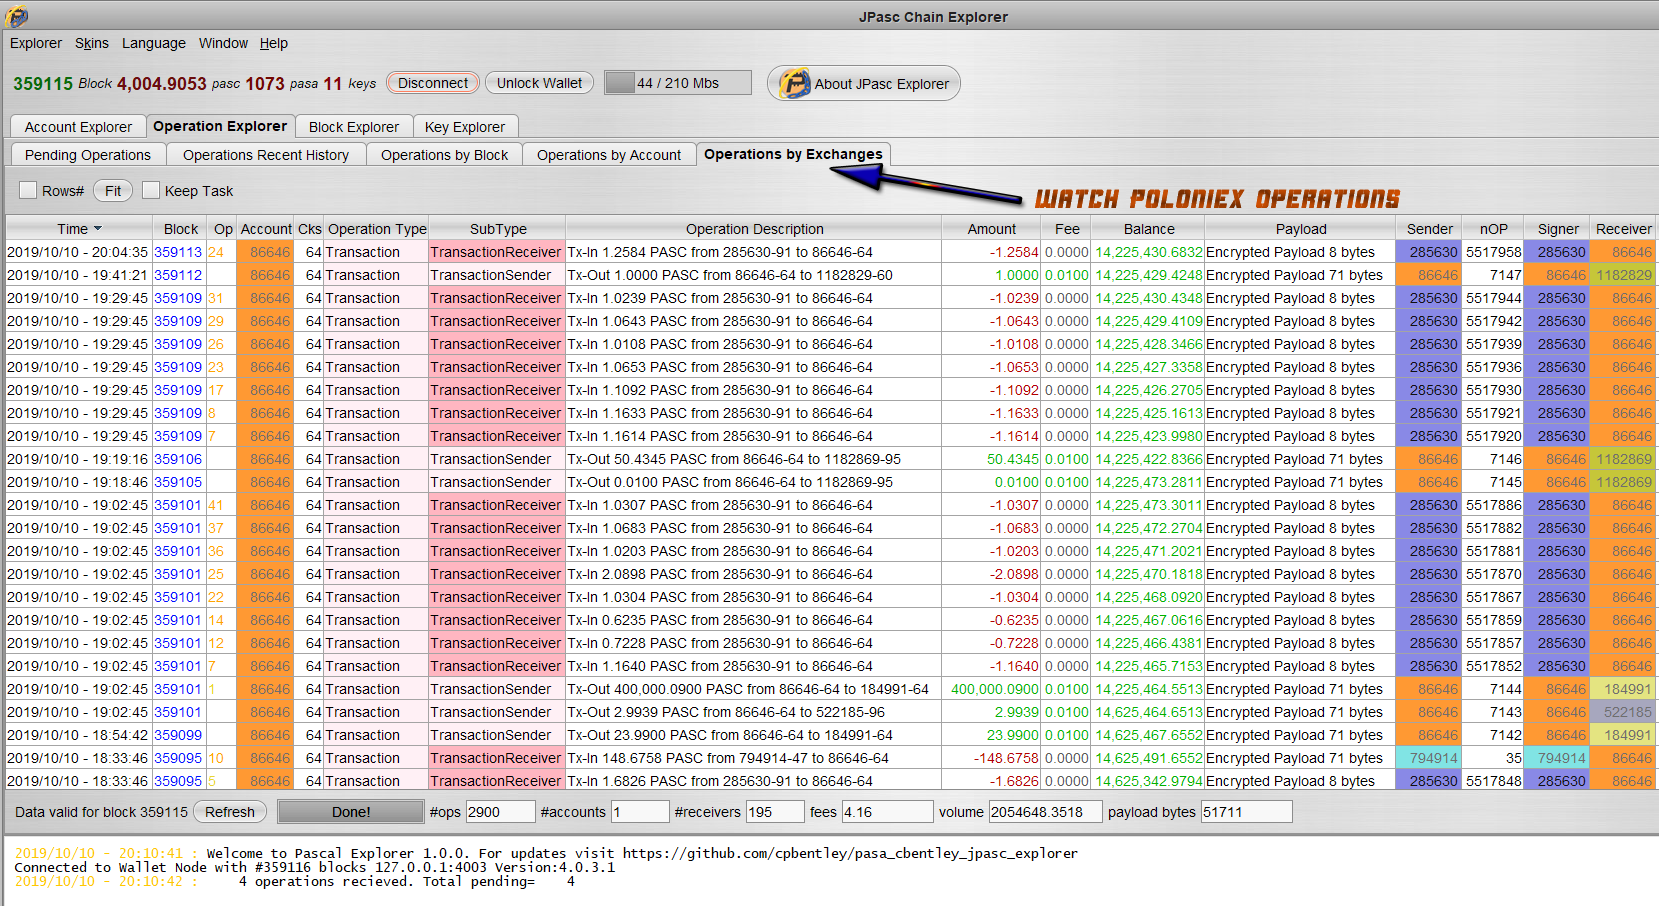 JPasc Chain Explorer
Explorer Skins Language Window Help
359115 Block 4,004.9053 pasc 1073 pasa 11 keys Disconnect Unlock Wallet 44 / 210 Mbs About JPasc Explorer
Account Explorer Operation Explorer Block Explorer Key Explorer
Pending Operations Operations Recent History Operations by Block Operations by Account Operations by Exchanges
Rows# Fit Keep Task WATCH POLONIEX OPERATIONS
Time Block Op Account Cks Operation Type SubType Operation Description Amount Fee Balance Payload Sender nOP Signer Receiver
2019/10/10 - 20:04:35 359113 24 86646 64 Transaction TransactionReceiver Tx-In 1.2584 PASC from 285630-91 to 86646-64 -1.2584 0.0000 14,225,430.6832 Encrypted Payload 8 bytes 285630 5517958 285630 86646
2019/10/10 - 19:41:21 359112 86646 64 Transaction TransactionSender Tx-Out 1.0000 PASC from 86646-64 to 1182829-60 1.0000 0.0100 14,225,429.4248 Encrypted Payload 71 bytes 86646 7147 86646 1182829
2019/10/10 - 19:29:45 359109 31 86646 64 Transaction TransactionReceiver Tx-In 1.0239 PASC from 285630-91 to 86646-64 -1.0239 0.0000 14,225,430.4348 Encrypted Payload 8 bytes 285630 5517944 285630 86646
2019/10/10 - 19:29:45 359109 29 86646 64 Transaction TransactionReceiver Tx-In 1.0643 PASC from 285630-91 to 86646-64 -1.0643 0.0000 14,225,429.4109 Encrypted Payload 8 bytes 285630 5517942 285630 86646
2019/10/10 - 19:29:45 359109 26 86646 64 Transaction TransactionReceiver Tx-In 1.0108 PASC from 285630-91 to 86646-64 -1.0108 0.0000 14,225,428.3466 Encrypted Payload 8 bytes 285630 5517939 285630 86646
2019/10/10 - 19:29:45 359109 23 86646 64 Transaction TransactionReceiver Tx-In 1.0653 PASC from 285630-91 to 86646-64 -1.0653 0.0000 14,225,427.3358 Encrypted Payload 8 bytes 285630 5517936 285630 86646
2019/10/10 - 19:29:45 359109 17 86646 64 Transaction TransactionReceiver Tx-In 1.1092 PASC from 285630-91 to 86646-64 -1.1092 0.0000 14,225,426.2705 Encrypted Payload 8 bytes 285630 5517930 285630 86646
2019/10/10 - 19:29:45 359109 8 86646 64 Transaction TransactionReceiver Tx-In 1.1633 PASC from 285630-91 to 86646-64 -1.1633 0.0000 14,225,425.1613 Encrypted Payload 8 bytes 285630 5517921 285630 86646
2019/10/10 - 19:29:45 359109 7 86646 64 Transaction TransactionReceiver Tx-In 1.1614 PASC from 285630-91 to 86646-64 -1.1614 0.0000 14,225,423.9980 Encrypted Payload 8 bytes 285630 5517920 285630 86646
2019/10/10 - 19:19:16 359106 86646 64 Transaction TransactionSender Tx-Out 50.4345 PASC from 86646-64 to 1182869-95 50.4345 0.0100 14,225,422.8366 Encrypted Payload 71 bytes 86646 7146 86646 1182869
2019/10/10 - 19:18:46 359105 86646 64 Transaction TransactionSender Tx-Out 0.0100 PASC from 86646-64 to 1182869-95 0.0100 0.0100 14,225,473.2811 Encrypted Payload 71 bytes 86646 7145 86646 1182869
2019/10/10 - 19:02:45 359101 41 86646 64 Transaction TransactionReceiver Tx-In 1.0307 PASC from 285630-91 to 86646-64 -1.0307 0.0000 14,225,473.3011 Encrypted Payload 8 bytes 285630 5517886 285630 86646
2019/10/10 - 19:02:45 359101 37 86646 64 Transaction TransactionReceiver Tx-In 1.0683 PASC from 285630-91 to 86646-64 -1.0683 0.0000 14,225,472.2704 Encrypted Payload 8 bytes 285630 5517882 285630 86646
2019/10/10 - 19:02:45 359101 36 86646 64 Transaction TransactionReceiver Tx-In 1.0203 PASC from 285630-91 to 86646-64 -1.0203 0.0000 14,225,471.2021 Encrypted Payload 8 bytes 285630 5517881 285630 86646
2019/10/10 - 19:02:45 359101 25 86646 64 Transaction TransactionReceiver Tx-In 2.0898 PASC from 285630-91 to 86646-64 -2.0898 0.0000 14,225,470.1818 Encrypted Payload 8 bytes 285630 5517870 285630 86646
2019/10/10 - 19:02:45 359101 22 86646 64 Transaction TransactionReceiver Tx-In 1.0304 PASC from 285630-91 to 86646-64 -1.0304 0.0000 14,225,468.0920 Encrypted Payload 8 bytes 285630 5517867 285630 86646
2019/10/10 - 19:02:45 359101 14 86646 64 Transaction TransactionReceiver Tx-In 0.6235 PASC from 285630-91 to 86646-64 -0.6235 0.0000 14,225,467.0616 Encrypted Payload 8 bytes 285630 5517859 285630 86646
2019/10/10 - 19:02:45 359101 12 86646 64 Transaction TransactionReceiver Tx-In 0.7228 PASC from 285630-91 to 86646-64 -0.7228 0.0000 14,225,466.4381 Encrypted Payload 8 bytes 285630 5517857 285630 86646
2019/10/10 - 19:02:45 359101 7 86646 64 Transaction TransactionReceiver Tx-In 1.1640 PASC from 285630-91 to 86646-64 -1.1640 0.0000 14,225,465.7153 Encrypted Payload 8 bytes 285630 5517852 285630 86646
2019/10/10 - 19:02:45 359101 1 86646 64 Transaction TransactionSender Tx-Out 400,000.0900 PASC from 86646-64 to 184991-64 400,000.0900 0.0100 14,225,464.5513 Encrypted Payload 71 bytes 86646 7144 86646 184991
2019/10/10 - 19:02:45 359101 86646 64 Transaction TransactionSender Tx-Out 2.9939 PASC from 86646-64 to 522185-96 2.9939 0.0100 14,625,464.6513 Encrypted Payload 71 bytes 86646 7143 86646 522185
2019/10/10 - 18:54:42 359099 86646 64 Transaction TransactionSender Tx-Out 23.9900 PASC from 86646-64 to 184991-64 23.9900 0.0100 14,625,467.6552 Encrypted Payload 71 bytes 86646 7142 86646 184991
2019/10/10 - 18:33:46 359095 10 86646 64 Transaction TransactionReceiver Tx-In 148.6758 PASC from 794914-47 to 86646-64 -148.6758 0.0000 14,625,491.6552 Encrypted Payload 71 bytes 794914 35 794914 86646
2019/10/10 - 18:33:46 359095 5 86646 64 Transaction TransactionReceiver Tx-In 1.6826 PASC from 285630-91 to 86646-64 -1.6826 0.0000 14,625,342.9794 Encrypted Payload 8 bytes 285630 5517848 285630 86646
Data valid for block 359115 Refresh Done! #ops 2900 #accounts 1 #receivers 195 fees 4.16 volume 2054648.3518 payload bytes 51711
2019/10/10 - 20:10:41 : Welcome to Pascal Explorer 1.0.0. For updates visit https://github.com/cpbentley/pasa_cbentley_jpasc_explorer
Connected to Wallet Node with #359116 blocks 127.0.0.1:4003 Version:4.0.3.1
2019/10/10 - 20:10:42 : 4 operations recieved. Total pending= 4